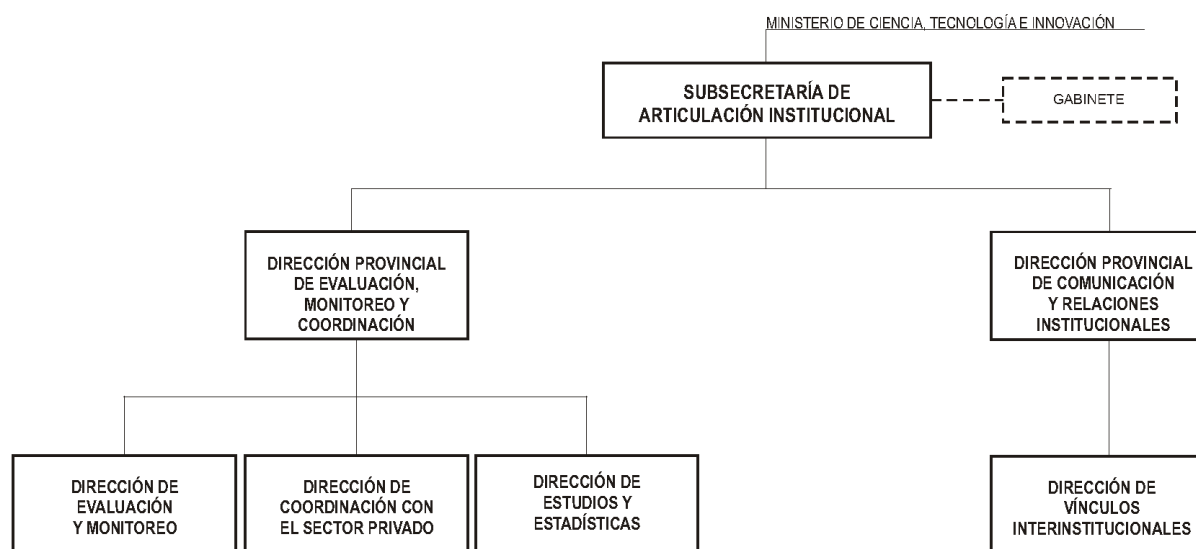 MINISTERIO DE CIENCIA, TECNOLOGÍA E INNOVACIÓN
SUBSECRETARÍA DE
ARTICULACIÓN INSTITUCIONAL
GABINETE
DIRECCIÓN PROVINCIAL
DE EVALUACIÓN,
MONITOREO Y
COORDINACIÓN
DIRECCIÓN PROVINCIAL
DE COMUNICACIÓN
Y RELACIONES
INSTITUCIONALES
DIRECCIÓN DE
EVALUACIÓN
Y MONITOREO
DIRECCIÓN DE
COORDINACIÓN CON
EL SECTOR PRIVADO
DIRECCIÓN DE
ESTUDIOS Y
ESTADÍSTICAS
DIRECCIÓN DE
VÍNCULOS
INTERINSTITUCIONALES